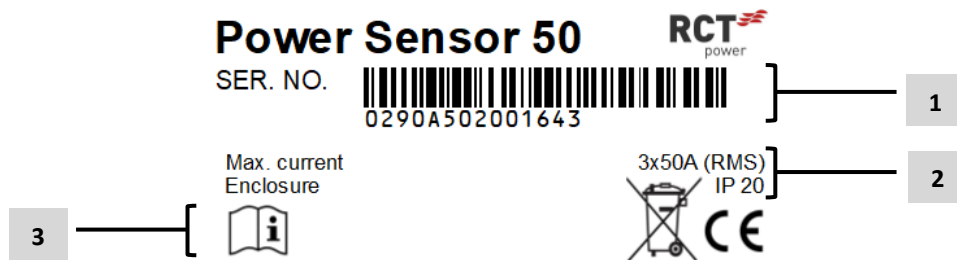 Power Sensor 50
RCT
power
SER. NO.
0290A502001643
1
Max. current
3x50A (RMS)
Enclosure
IP 20
2
3
i
CE